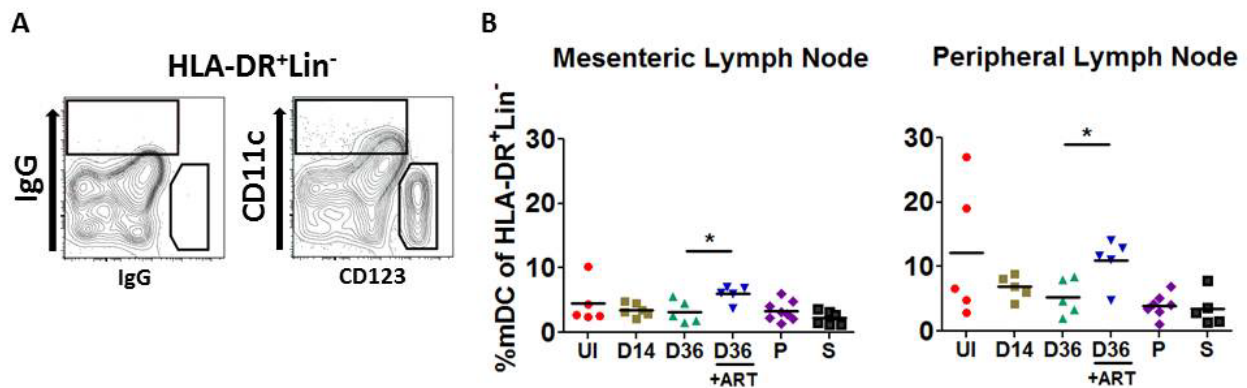 A
B
HLA-DR⁺Lin⁻
Mesenteric Lymph Node
Peripheral Lymph Node
IgG
IgG
CD11c
CD123
%mDC of HLA-DR⁺Lin⁻
30
20
10
0
*
UI D14 D36 D36 P S
+ART
30
20
10
0
*
UI D14 D36 D36 P S
+ART